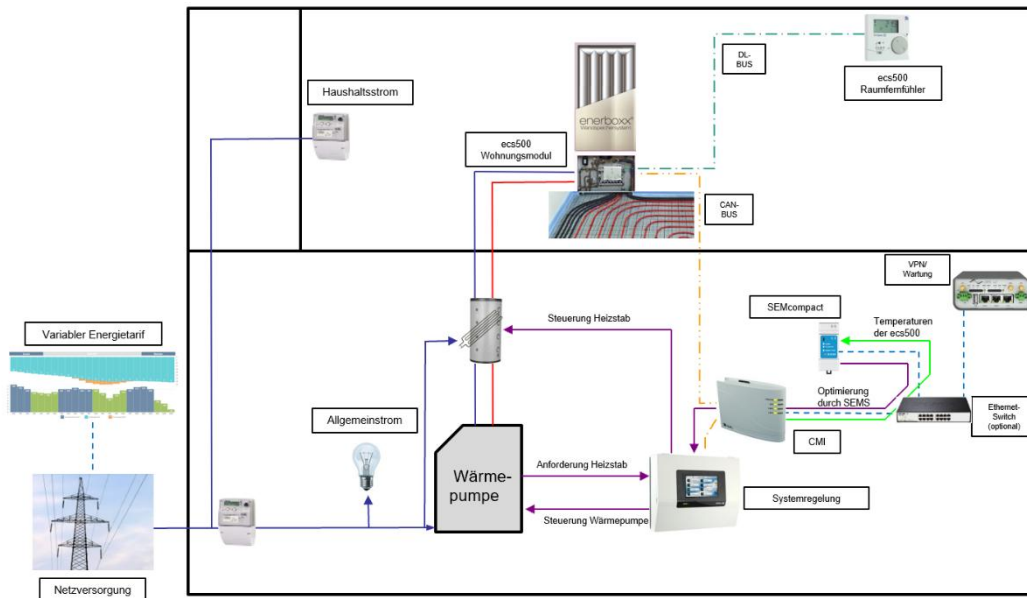 Haushaltsstrom
DL-
BUS
ecs500
Raumfernfühler
enerboxx
ecs500
Wohnungsmodul
CAN-
BUS
VPN/
Wartung
SEMcompact
Variabler Energietarif
Steuerung Heizstab
Temperaturen
der ecs500
Allgemeinstrom
Optimierung
durch SEMS
Ethernet-
Switch
(optional)
CMI
Wärme-
pumpe
Anforderung Heizstab
Systemregelung
Steuerung Wärmepumpe
Netzversorgung